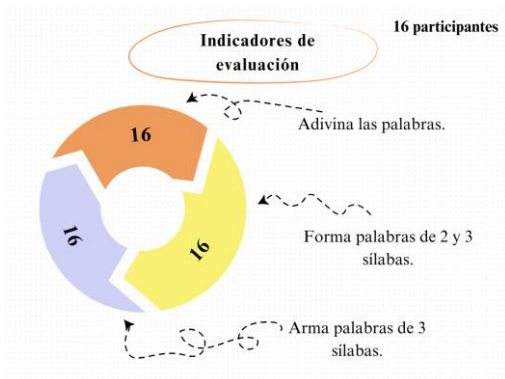 16 participantes
Indicadores de
evaluación
16
Adivina las palabras.
16
16
Forma palabras de 2 y 3
sílabas.
Arma palabras de 3
sílabas.